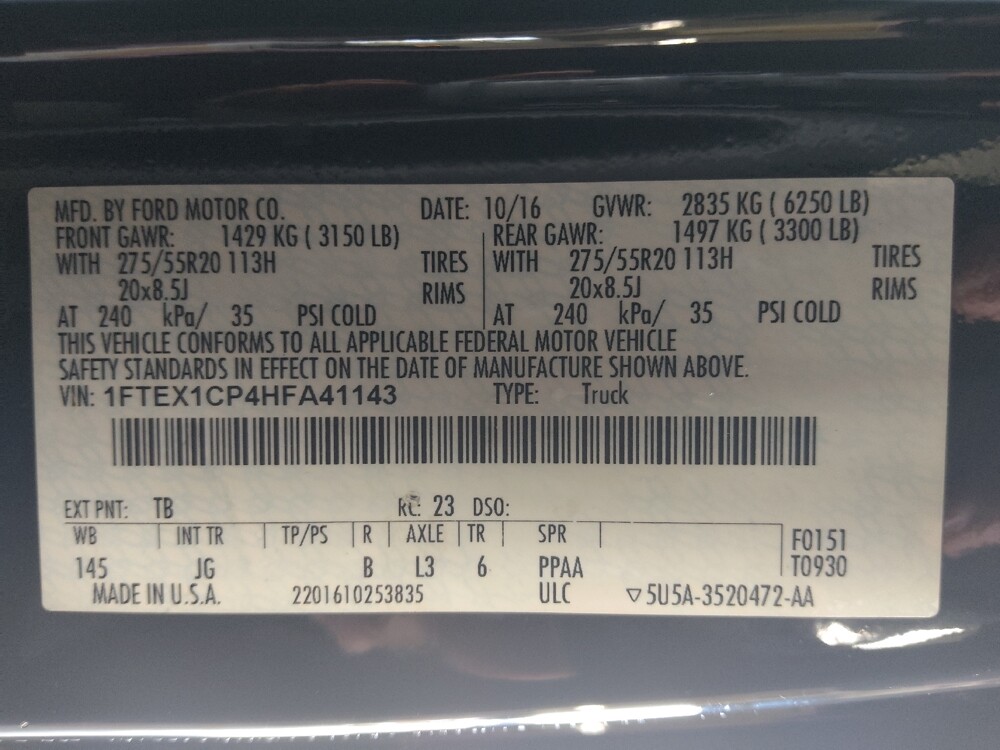 MFD. BY FORD MOTOR CO. DATE: 10/16 GVWR: 2835 KG ( 6250 LB)
FRONT GAWR: 1429 KG ( 3150 LB) REAR GAWR: 1497 KG ( 3300 LB)
WITH 275/55R20 113H TIRES WITH 275/55R20 113H TIRES
20x8.5J RIMS 20x8.5J RIMS
AT 240 kPa/ 35 PSI COLD AT 240 kPa/ 35 PSI COLD
THIS VEHICLE CONFORMS TO ALL APPLICABLE FEDERAL MOTOR VEHICLE
SAFETY STANDARDS IN EFFECT ON THE DATE OF MANUFACTURE SHOWN ABOVE.
VIN: 1FTEX1CP4HFA41143 TYPE: Truck
EXT PNT: TB RC: 23 DSO:
WB INT TR TP/PS R AXLE TR SPR F0151
145 JG B L3 6 PPAA T0930
MADE IN U.S.A. 2201610253835 ULC ▽5U5A-3520472-AA